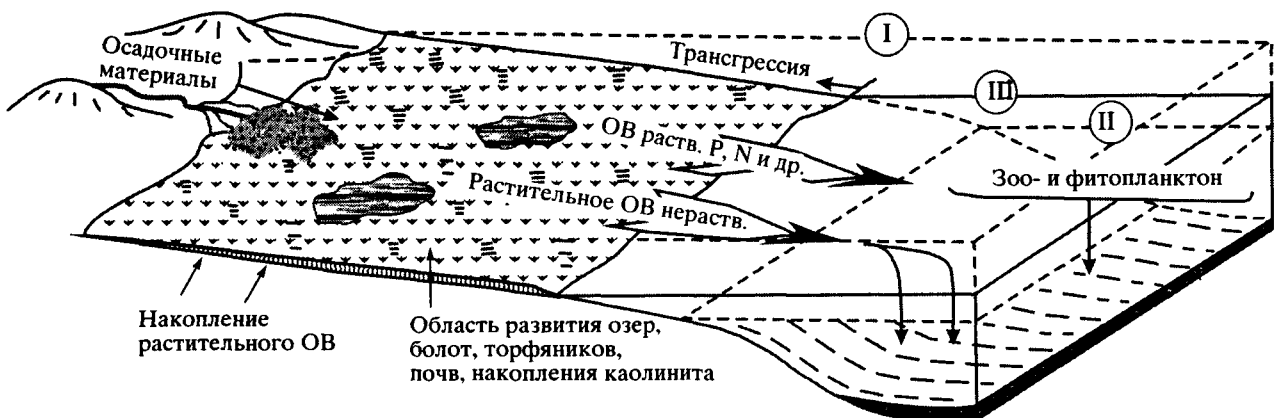 Осадочные
материалы
I
Трансгрессия
III
II
ОВ раств. P, N и др.
Зоо- и фитопланктон
Растительное ОВ нераств.
Накопление
растительного ОВ
Область развития озер,
болот, торфяников,
почв, накопления каолинита